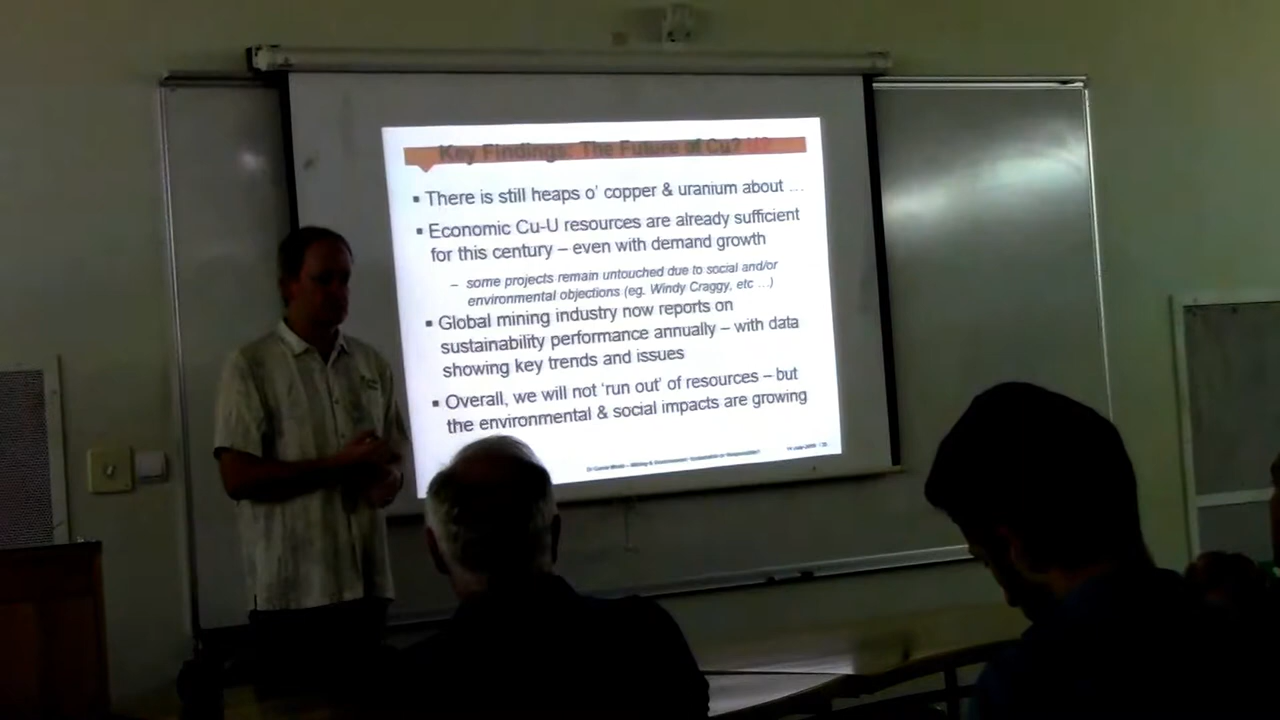 Key Findings: The Future of Cu? U?
▪ There is still heaps o' copper & uranium about …
▪ Economic Cu-U resources are already sufficient
for this century – even with demand growth
– some projects remain untouched due to social and/or
environmental objections (eg. Windy Craggy, etc …)
▪ Global mining industry now reports on
sustainability performance annually – with data
showing key trends and issues
▪ Overall, we will not 'run out' of resources – but
the environmental & social impacts are growing